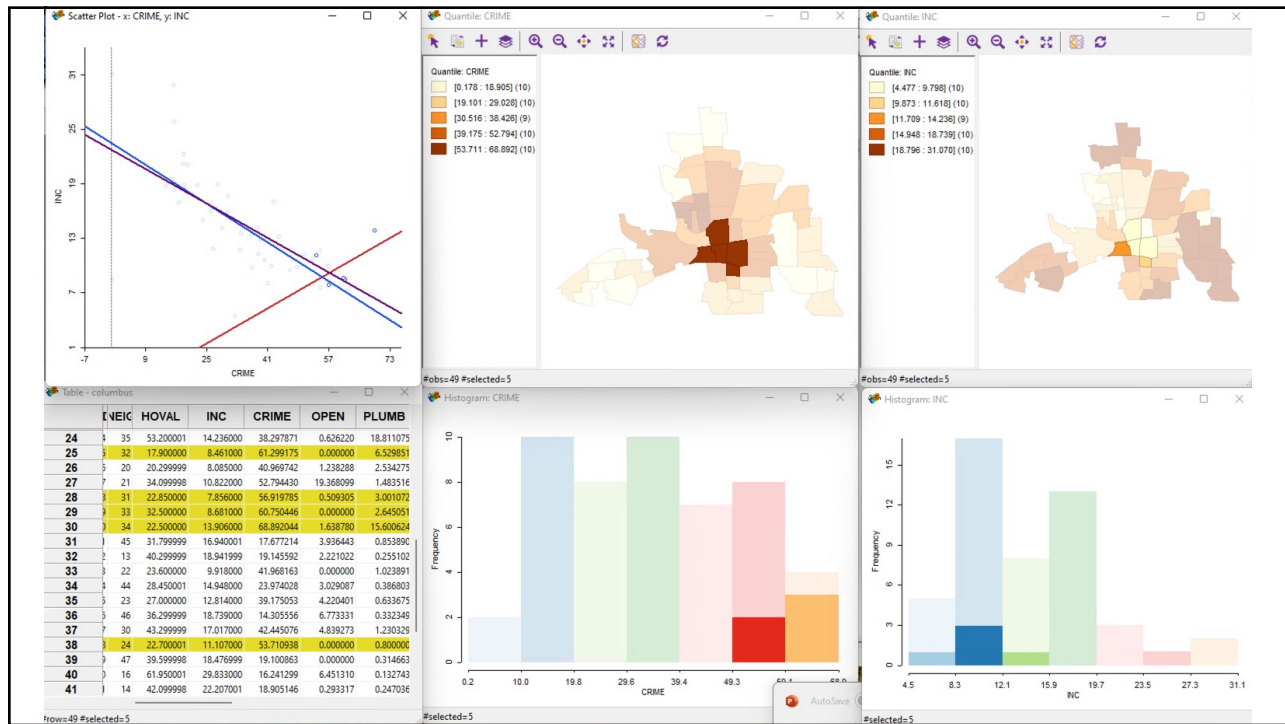 Scatter Plot - x: CRIME, y: INC
31
25
19
13
7
1
INC
-7 9 25 41 57 73
CRIME
Quantile: CRIME
Quantile: CRIME
[0.178 : 18.905] (10)
[19.101 : 29.028] (10)
[30.516 : 38.426] (9)
[39.175 : 52.794] (10)
[53.711 : 68.892] (10)
#obs=49 #selected=5
Quantile: INC
Quantile: INC
[4.477 : 9.798] (10)
[9.873 : 11.618] (10)
[11.709 : 14.236] (9)
[14.948 : 18.739] (10)
[18.796 : 31.070] (10)
#obs=49 #selected=5
Table - columbus
NEIG HOVAL INC CRIME OPEN PLUMB
24 35 53.200001 14.236000 38.297871 0.626220 18.811075
25 32 17.900000 8.461000 61.299175 0.000000 6.529851
26 20 20.299999 8.085000 40.969742 1.238288 2.534275
27 21 34.099998 10.822000 52.794430 19.368099 1.483516
28 31 22.850000 7.856000 56.919785 0.509305 3.001072
29 33 32.500000 8.681000 60.750446 0.000000 2.645051
30 34 22.500000 13.906000 68.892044 1.638780 15.600624
31 45 31.799999 16.940001 17.677214 3.936443 0.853890
32 13 40.299999 18.941999 19.145592 2.221022 0.255102
33 22 23.600000 9.918000 41.968163 0.000000 1.023891
34 44 28.450001 14.948000 23.974028 3.029087 0.386803
35 23 27.000000 12.814000 39.175053 4.220401 0.633675
36 46 36.299999 18.739000 14.305556 6.773331 0.332349
37 30 43.299999 17.017000 42.445076 4.839273 1.230329
38 24 22.700001 11.107000 53.710938 0.000000 0.800000
39 47 39.599998 18.476999 19.100863 0.000000 0.314663
40 16 61.950001 29.833000 16.241299 6.451310 0.132743
41 14 42.099998 22.207001 18.905146 0.293317 0.247036
#row=49 #selected=5
Histogram: CRIME
10
8
6
4
2
0
Frequency
0.2 10.0 19.8 29.6 39.4 49.3
CRIME
#selected=5
AutoSave
Histogram: INC
15
12
9
6
3
0
Frequency
4.5 8.3 12.1 15.9 19.7 23.5 27.3 31.1
INC
#selected=5